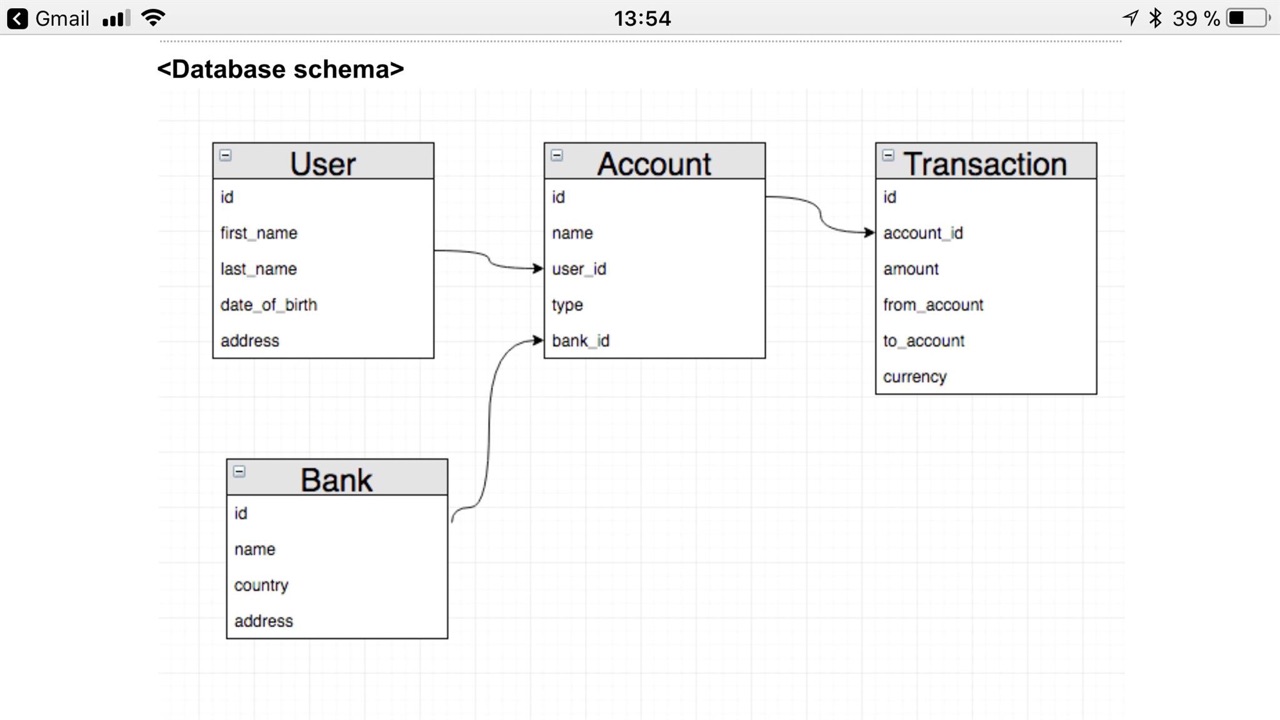 Gmail 13:54 39 %
<Database schema>
User
id
first_name
last_name
date_of_birth
address
Account
id
name
user_id
type
bank_id
Transaction
id
account_id
amount
from_account
to_account
currency
Bank
id
name
country
address